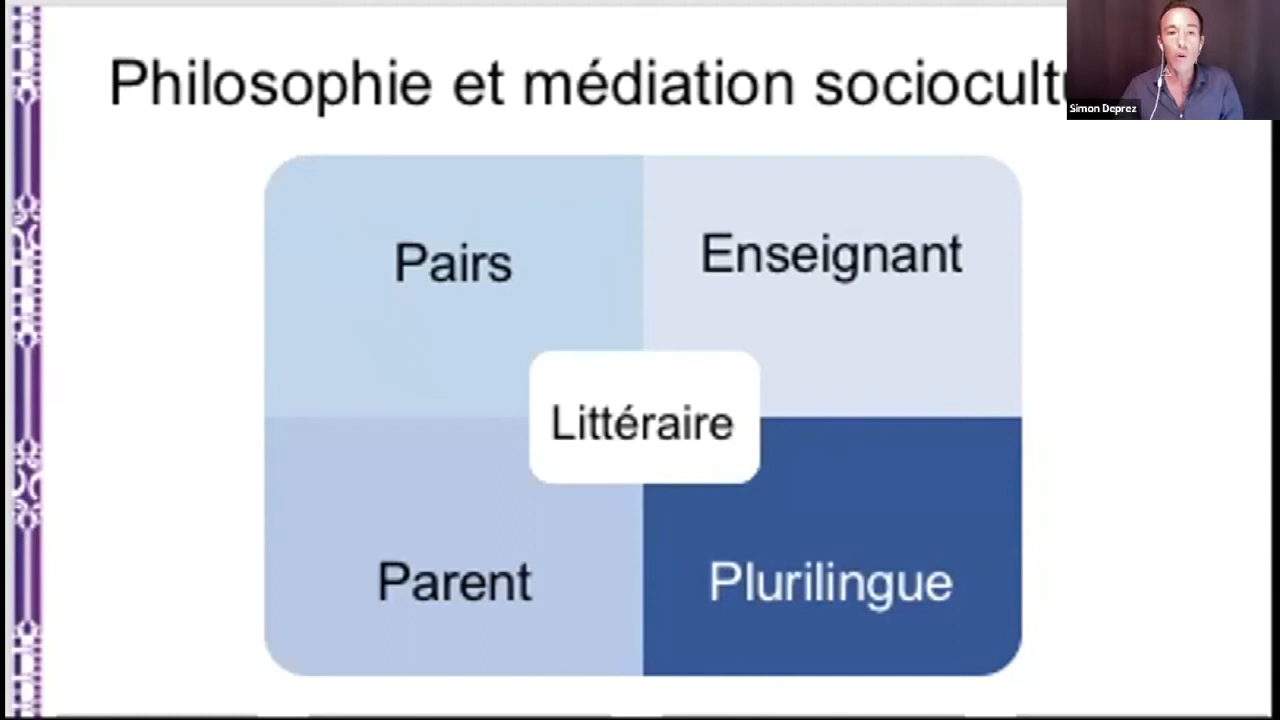 Philosophie et médiation sociocult
Simon Deprez
Pairs
Enseignant
Littéraire
Parent
Plurilingue